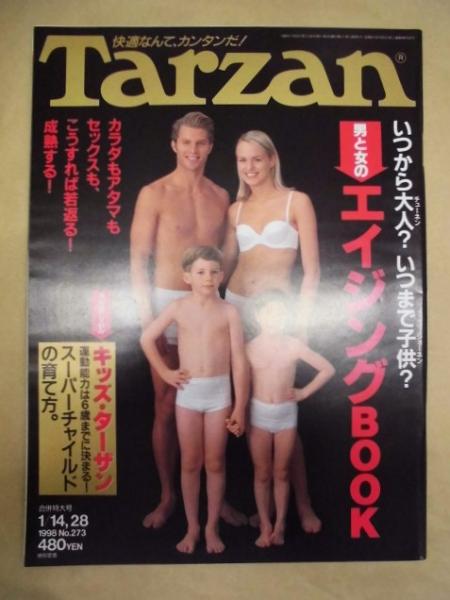 快適なんて、カンタンだ!
Tarzan®
いつから大人? いつまで子供?
チューネン
男と女の
エイジングBOOK
カラダもアタマも
セックスも、
こうすれば若返る!
成熟する!
キッズ・ターザン
運動能力は6歳までに決まる!
スーパーチャイルド
の育て方。
合併特大号
1/14, 28
1998 No.273
480YEN